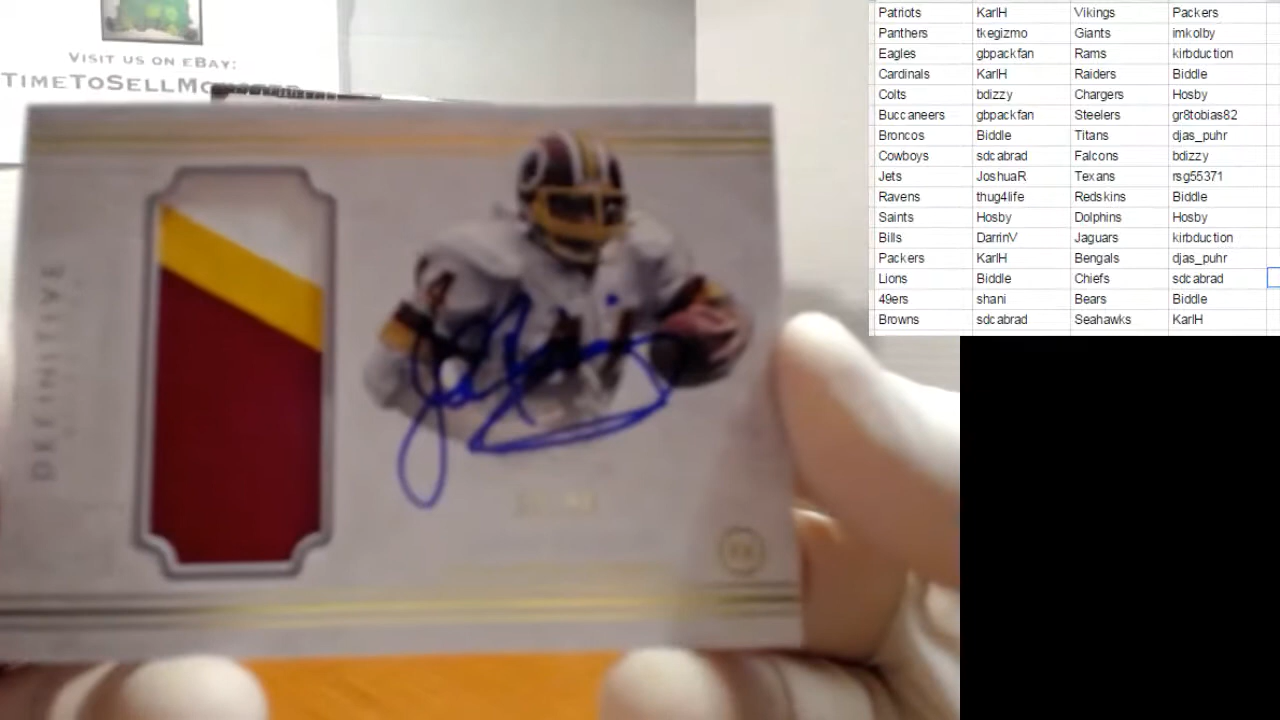 VISIT US ON EBAY:
Patriots KarlH Vikings Packers
Panthers tkegizmo Giants imkolby
Eagles gbpackfan Rams kirbduction
Cardinals KarlH Raiders Biddle
Colts bdizzy Chargers Hosby
Buccaneers gbpackfan Steelers gr8tobias82
Broncos Biddle Titans djas_puhr
Cowboys sdcabrad Falcons bdizzy
Jets JoshuaR Texans rsg55371
Ravens thug4life Redskins Biddle
Saints Hosby Dolphins Hosby
Bills DarrinV Jaguars kirbduction
Packers KarlH Bengals djas_puhr
Lions Biddle Chiefs sdcabrad
49ers shani Bears Biddle
Browns sdcabrad Seahawks KarlH
DEFINITIVE